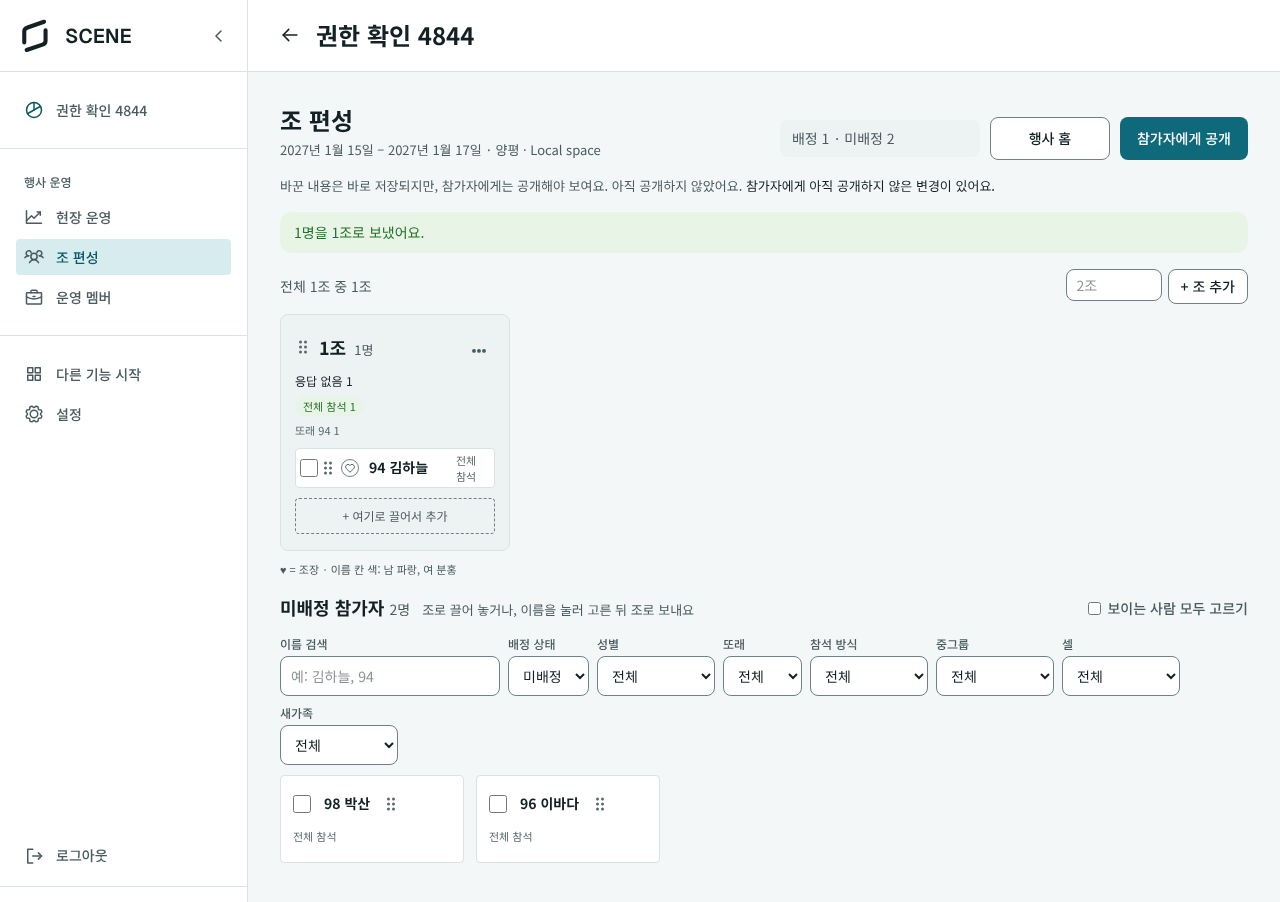 SCENE
권한 확인 4844
권한 확인 4844
행사 운영
현장 운영
조 편성
운영 멤버
다른 기능 시작
설정
로그아웃
조 편성
2027년 1월 15일 – 2027년 1월 17일 · 양평 · Local space
배정 1 · 미배정 2
행사 홈
참가자에게 공개
바꾼 내용은 바로 저장되지만, 참가자에게는 공개해야 보여요. 아직 공개하지 않았어요. 참가자에게 아직 공개하지 않은 변경이 있어요.
1명을 1조로 보냈어요.
전체 1조 중 1조
2조
+ 조 추가
1조 1명
응답 없음 1
전체 참석 1
또래 94 1
94 김하늘
전체
참석
+ 여기로 끌어서 추가
♥ = 조장 · 이름 칸 색: 남 파랑, 여 분홍
미배정 참가자 2명 조로 끌어 놓거나, 이름을 눌러 고른 뒤 조로 보내요
보이는 사람 모두 고르기
이름 검색
예: 김하늘, 94
배정 상태
미배정
성별
전체
또래
전체
참석 방식
전체
중그룹
전체
셀
전체
새가족
전체
98 박산
전체 참석
96 이바다
전체 참석